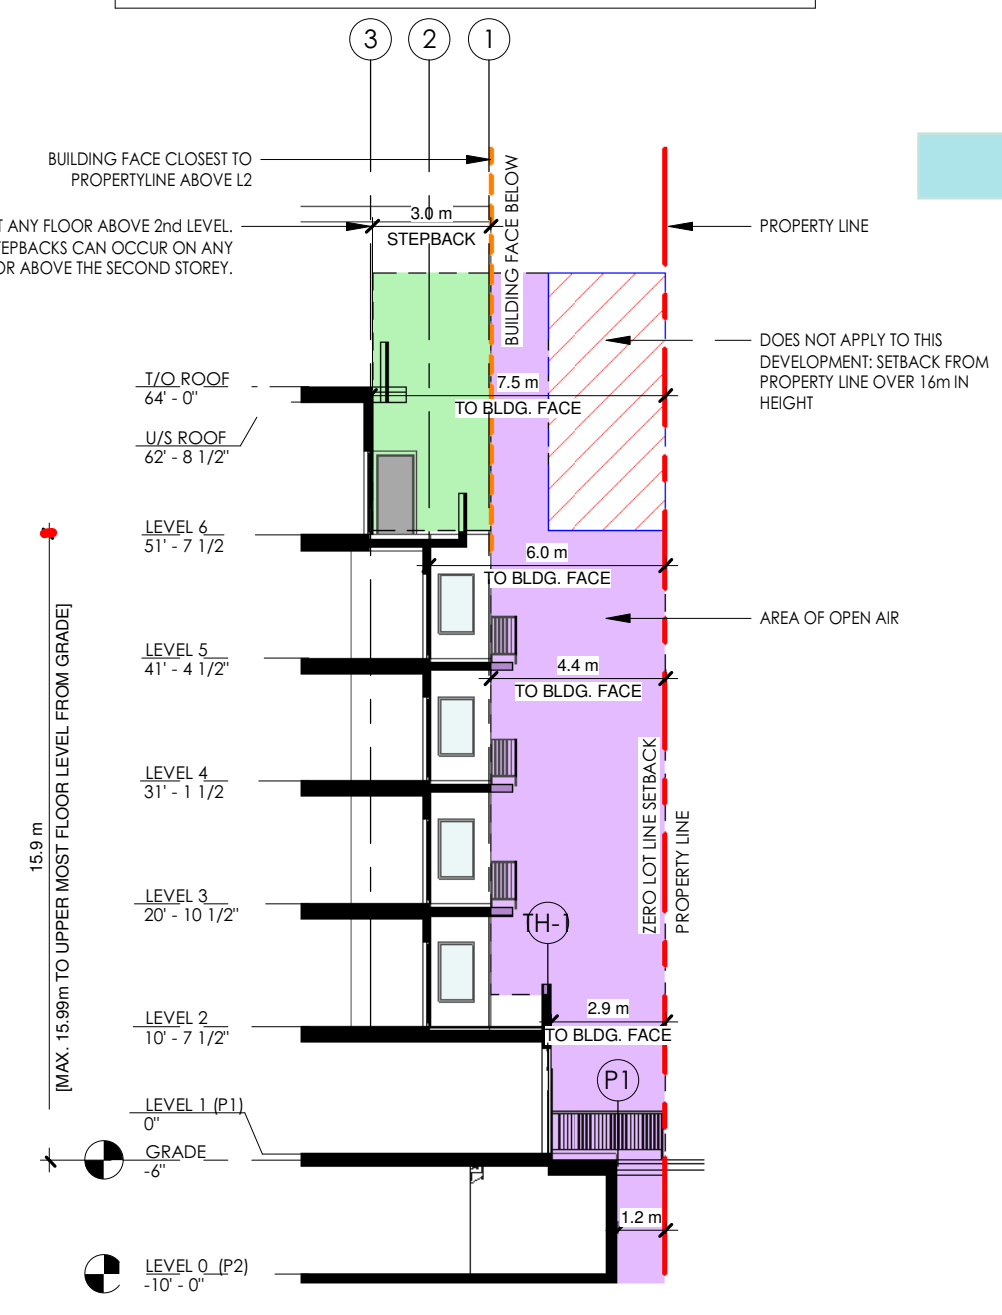 3
2
1
BUILDING FACE CLOSEST TO
PROPERTYLINE ABOVE L2
T ANY FLOOR ABOVE 2nd LEVEL.
TEPBACKS CAN OCCUR ON ANY
OR ABOVE THE SECOND STOREY.
3.0 m
STEPBACK
BUILDING FACE BELOW
PROPERTY LINE
DOES NOT APPLY TO THIS
DEVELOPMENT: SETBACK FROM
PROPERTY LINE OVER 16m IN
HEIGHT
T/O ROOF
64' - 0"
7.5 m
TO BLDG. FACE
U/S ROOF
62' - 8 1/2"
LEVEL 6
51' - 7 1/2
6.0 m
TO BLDG. FACE
AREA OF OPEN AIR
LEVEL 5
41' - 4 1/2"
4.4 m
TO BLDG. FACE
LEVEL 4
31' - 1 1/2
ZERO LOT LINE SETBACK
PROPERTY LINE
15.9 m
[MAX. 15.99m TO UPPER MOST FLOOR LEVEL FROM GRADE]
LEVEL 3
20' - 10 1/2"
TH-1
LEVEL 2
10' - 7 1/2"
2.9 m
TO BLDG. FACE
P1
LEVEL 1 (P1)
0"
GRADE
-6"
1.2 m
LEVEL 0 (P2)
-10' - 0"